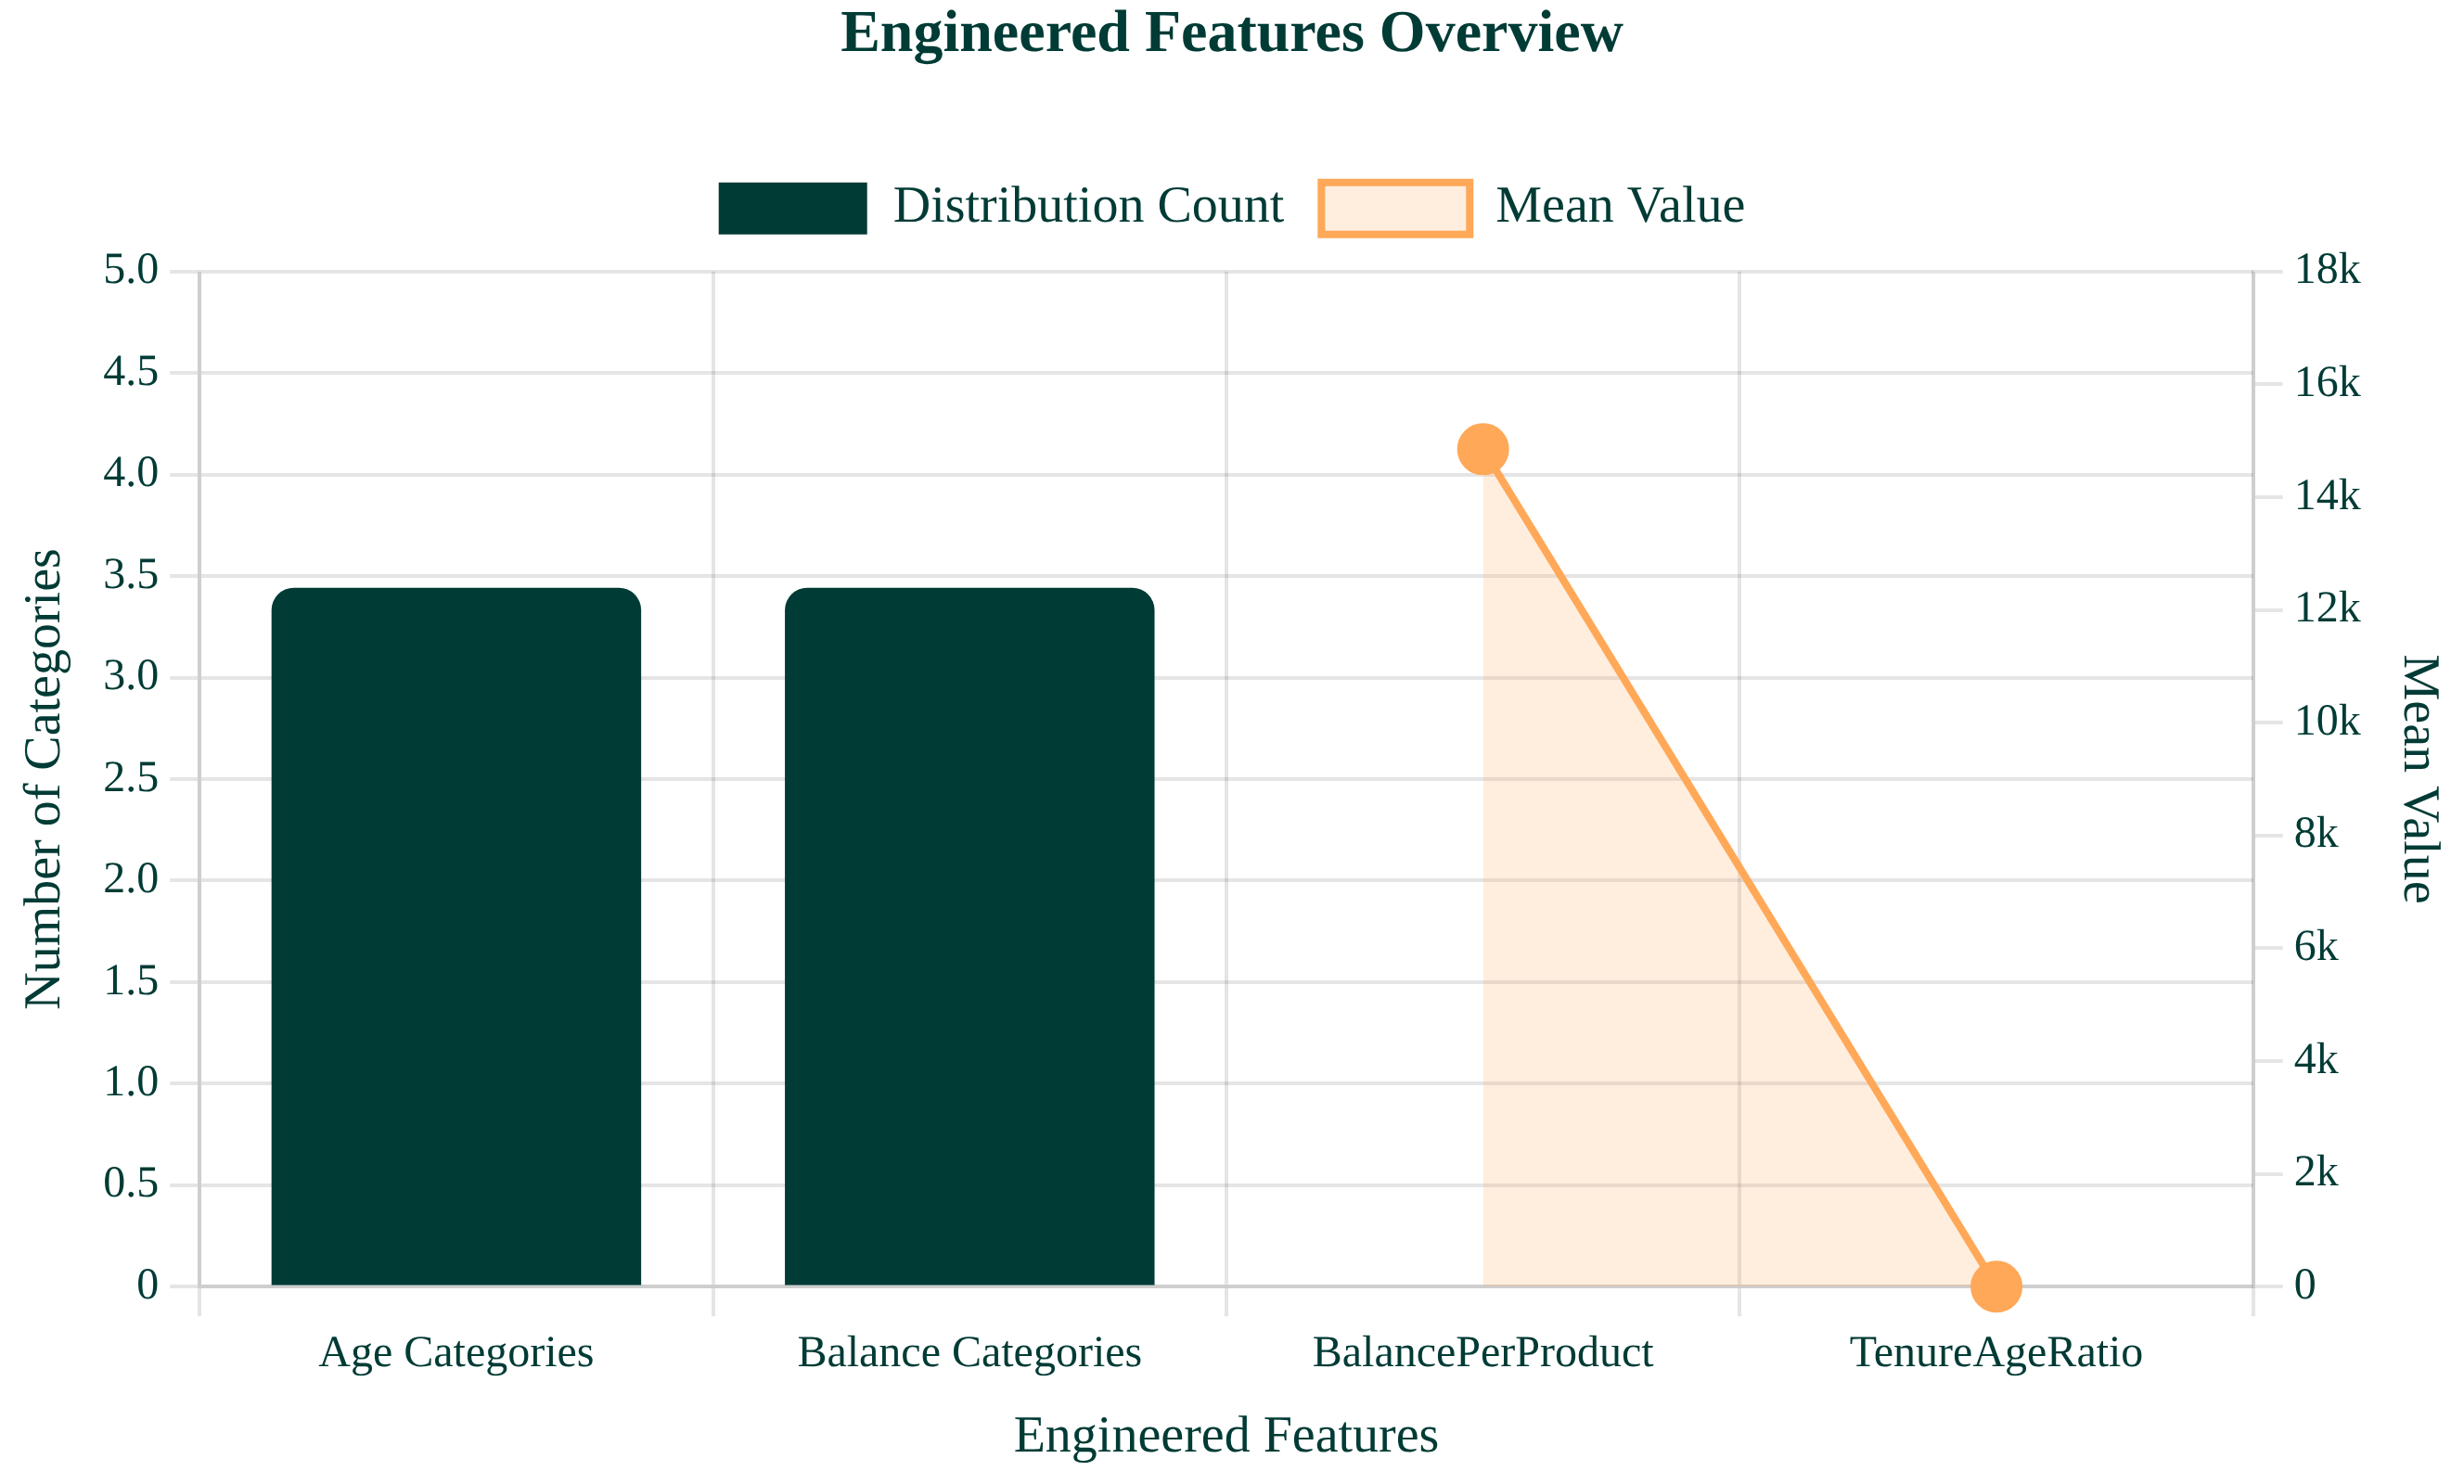 Engineered Features Overview
Distribution Count
Mean Value
5.0
4.5
4.0
3.5
3.0
2.5
2.0
1.5
1.0
0.5
0
Number of Categories
18k
16k
14k
12k
10k
8k
6k
4k
2k
0
Mean Value
Age Categories
Balance Categories
BalancePerProduct
TenureAgeRatio
Engineered Features